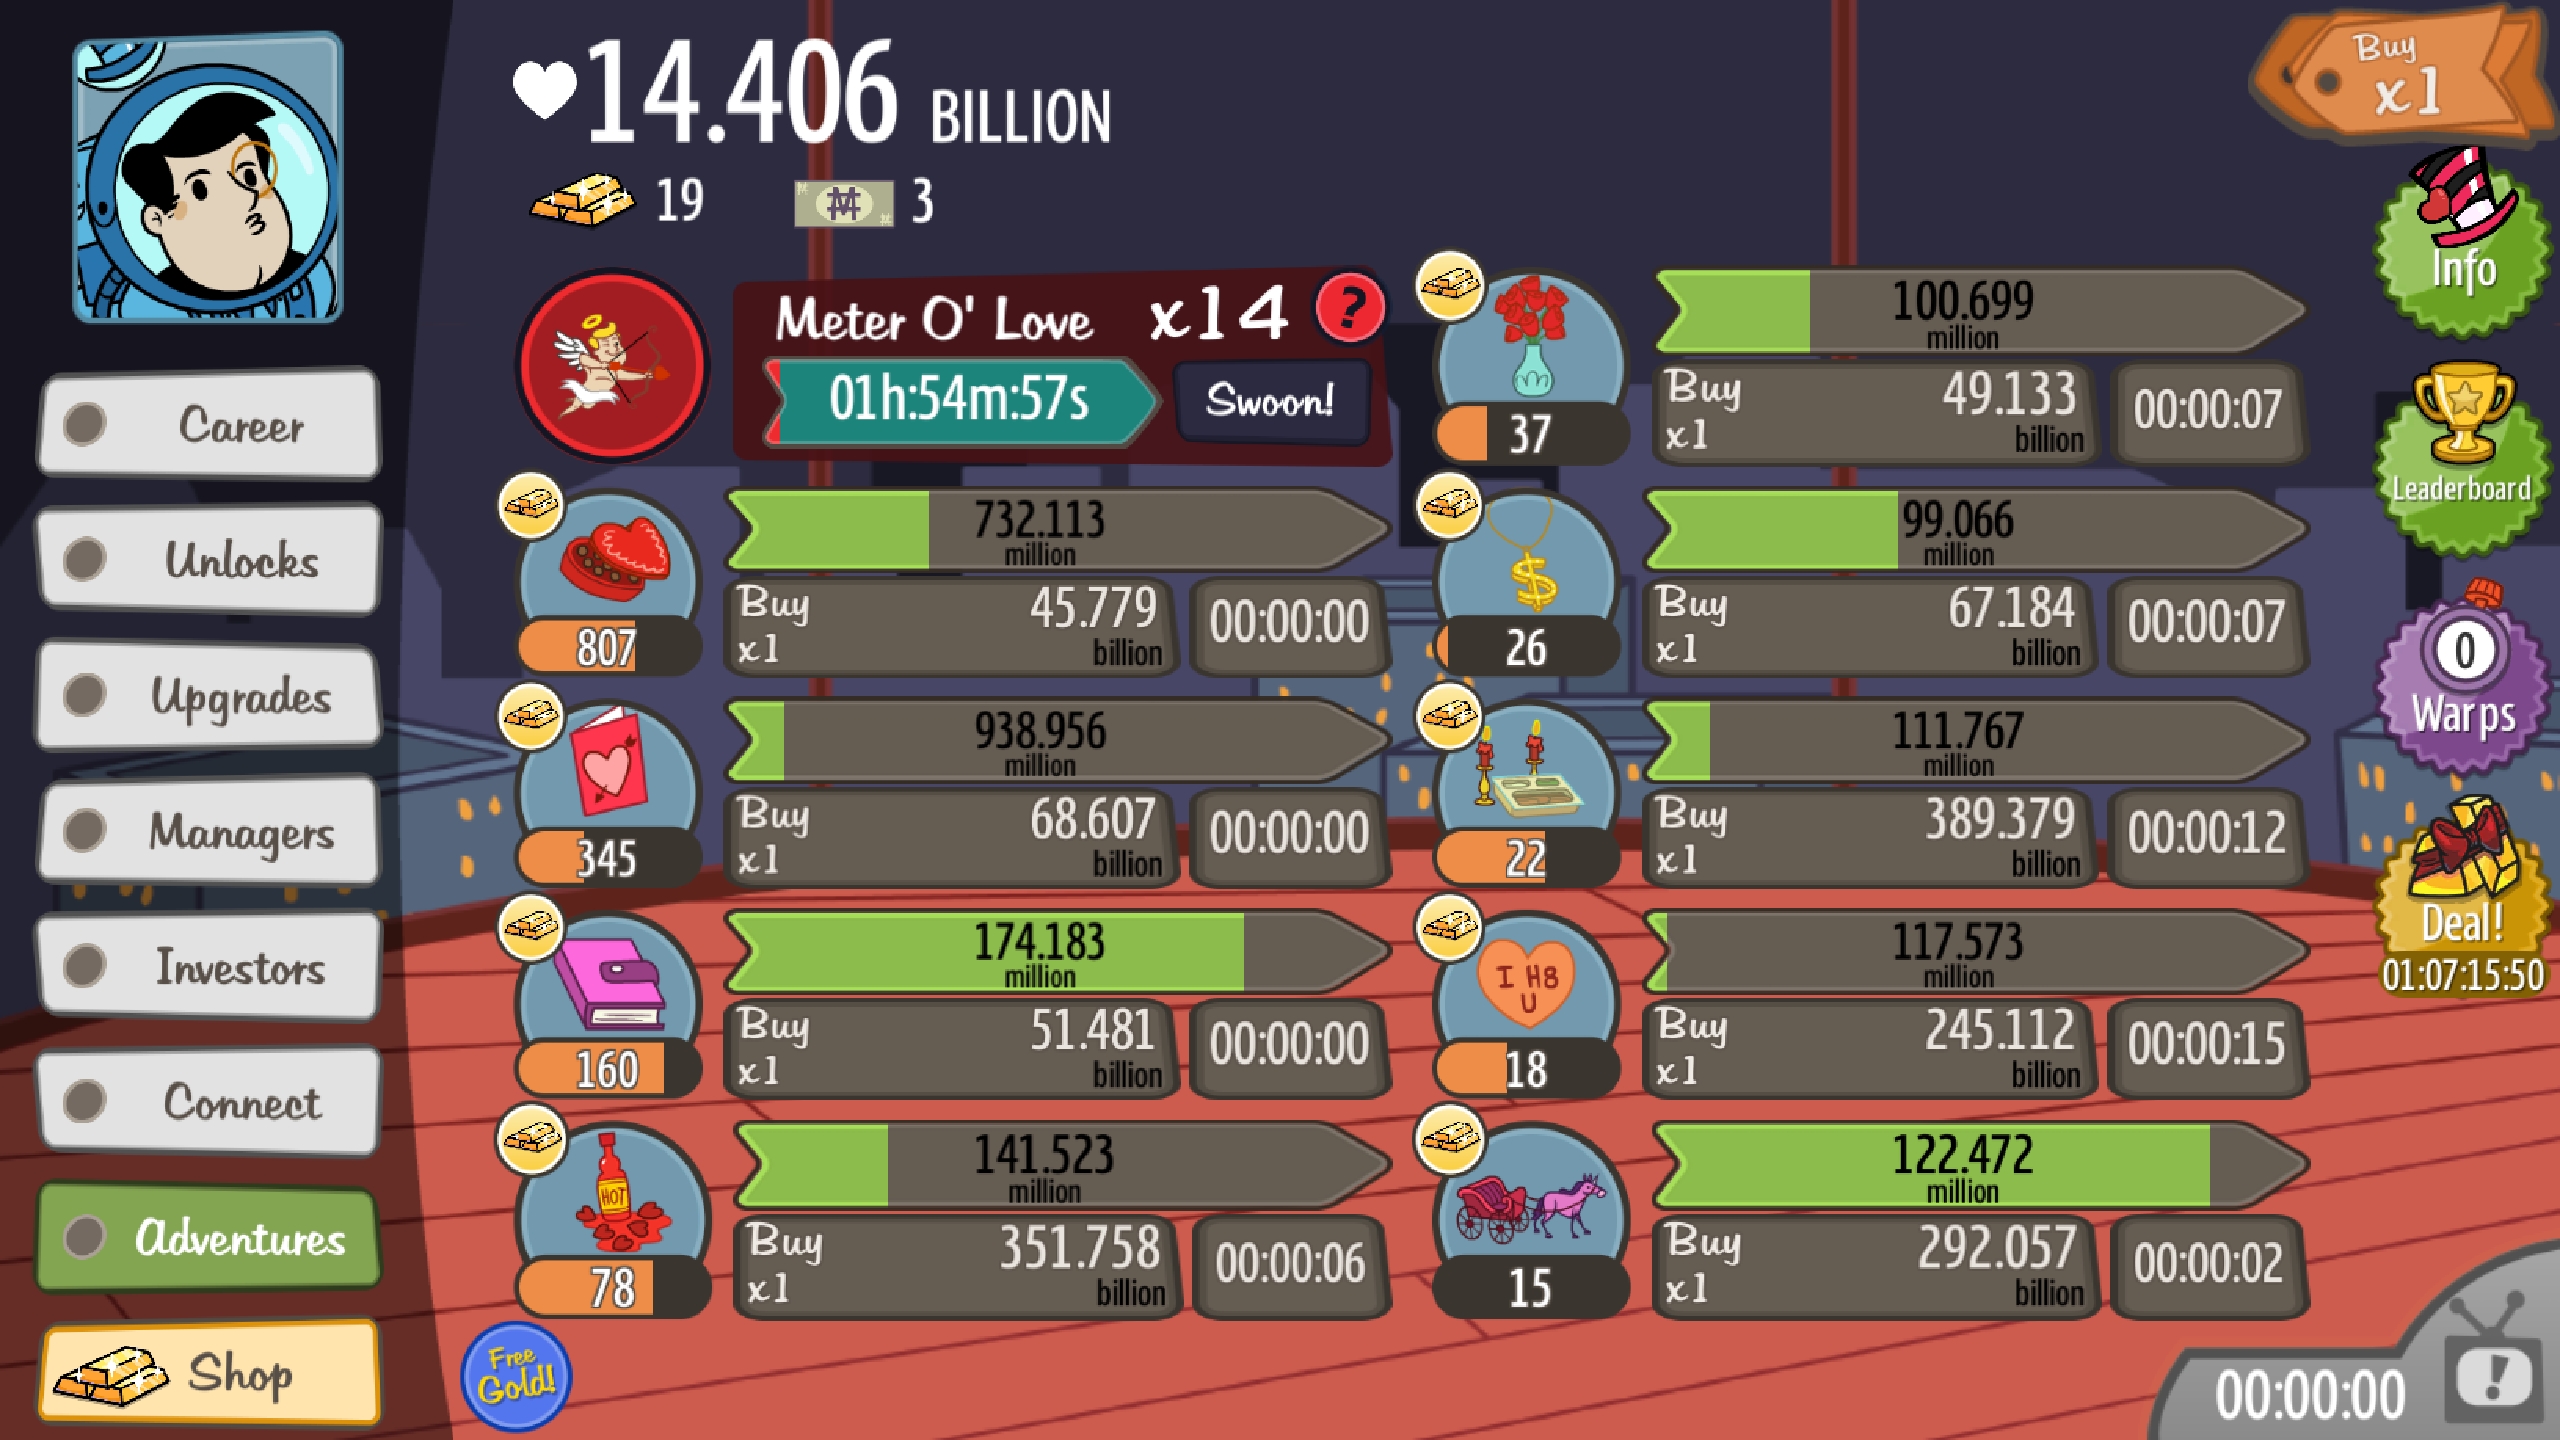 14.406 BILLION
19
3
Buy
x1
Info
Leaderboard
0
Warps
Deal!
01:07:15:50
Career
Unlocks
Upgrades
Managers
Investors
Connect
Adventures
Shop
Meter O' Love x14 ?
01h:54m:57s
Swoon!
807
732.113
million
Buy
x1
45.779
billion
00:00:00
345
938.956
million
Buy
x1
68.607
billion
00:00:00
160
174.183
million
Buy
x1
51.481
billion
00:00:00
HOT
78
141.523
million
Buy
x1
351.758
billion
00:00:06
37
100.699
million
Buy
x1
49.133
billion
00:00:07
$
26
99.066
million
Buy
x1
67.184
billion
00:00:07
22
111.767
million
Buy
x1
389.379
billion
00:00:12
I H8
U
18
117.573
million
Buy
x1
245.112
billion
00:00:15
15
122.472
million
Buy
x1
292.057
billion
00:00:02
Free
Gold!
00:00:00
!